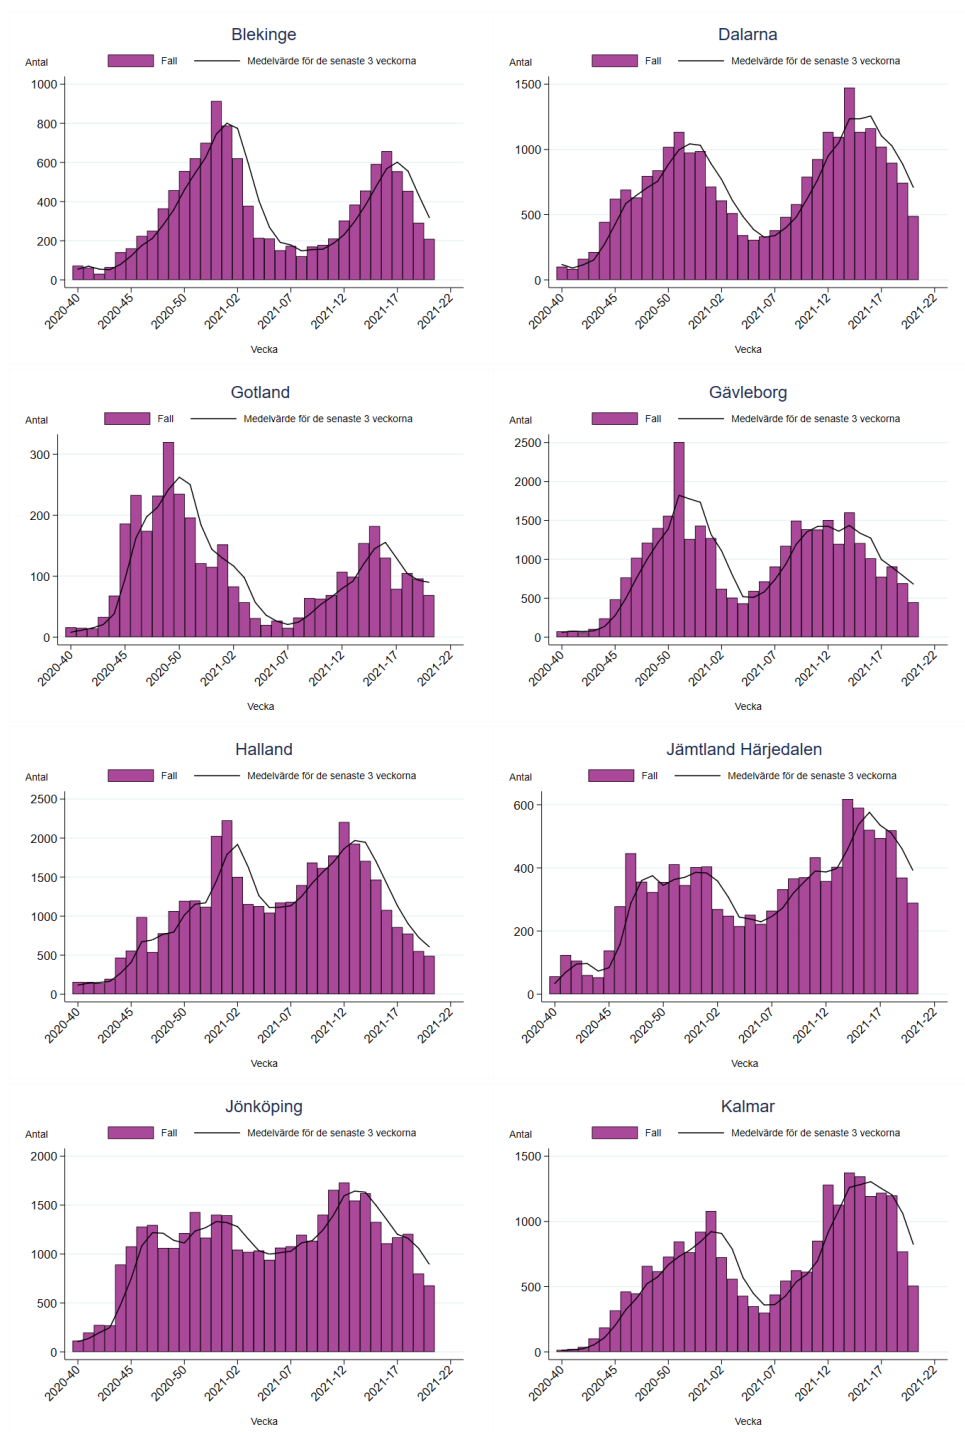 Blekinge
Antal
Fall
Medelvärde för de senaste 3 veckorna
1000
800
600
400
200
0
2020-40
2020-45
2020-50
2021-02
2021-07
2021-12
2021-17
2021-22
Vecka
Dalarna
Antal
Fall
Medelvärde för de senaste 3 veckorna
1500
1000
500
0
2020-40
2020-45
2020-50
2021-02
2021-07
2021-12
2021-17
2021-22
Vecka
Gotland
Antal
Fall
Medelvärde för de senaste 3 veckorna
300
200
100
0
2020-40
2020-45
2020-50
2021-02
2021-07
2021-12
2021-17
2021-22
Vecka
Gävleborg
Antal
Fall
Medelvärde för de senaste 3 veckorna
2500
2000
1500
1000
500
0
2020-40
2020-45
2020-50
2021-02
2021-07
2021-12
2021-17
2021-22
Vecka
Halland
Antal
Fall
Medelvärde för de senaste 3 veckorna
2500
2000
1500
1000
500
0
2020-40
2020-45
2020-50
2021-02
2021-07
2021-12
2021-17
2021-22
Vecka
Jämtland Härjedalen
Antal
Fall
Medelvärde för de senaste 3 veckorna
600
400
200
0
2020-40
2020-45
2020-50
2021-02
2021-07
2021-12
2021-17
2021-22
Vecka
Jönköping
Antal
Fall
Medelvärde för de senaste 3 veckorna
2000
1500
1000
500
0
2020-40
2020-45
2020-50
2021-02
2021-07
2021-12
2021-17
2021-22
Vecka
Kalmar
Antal
Fall
Medelvärde för de senaste 3 veckorna
1500
1000
500
0
2020-40
2020-45
2020-50
2021-02
2021-07
2021-12
2021-17
2021-22
Vecka